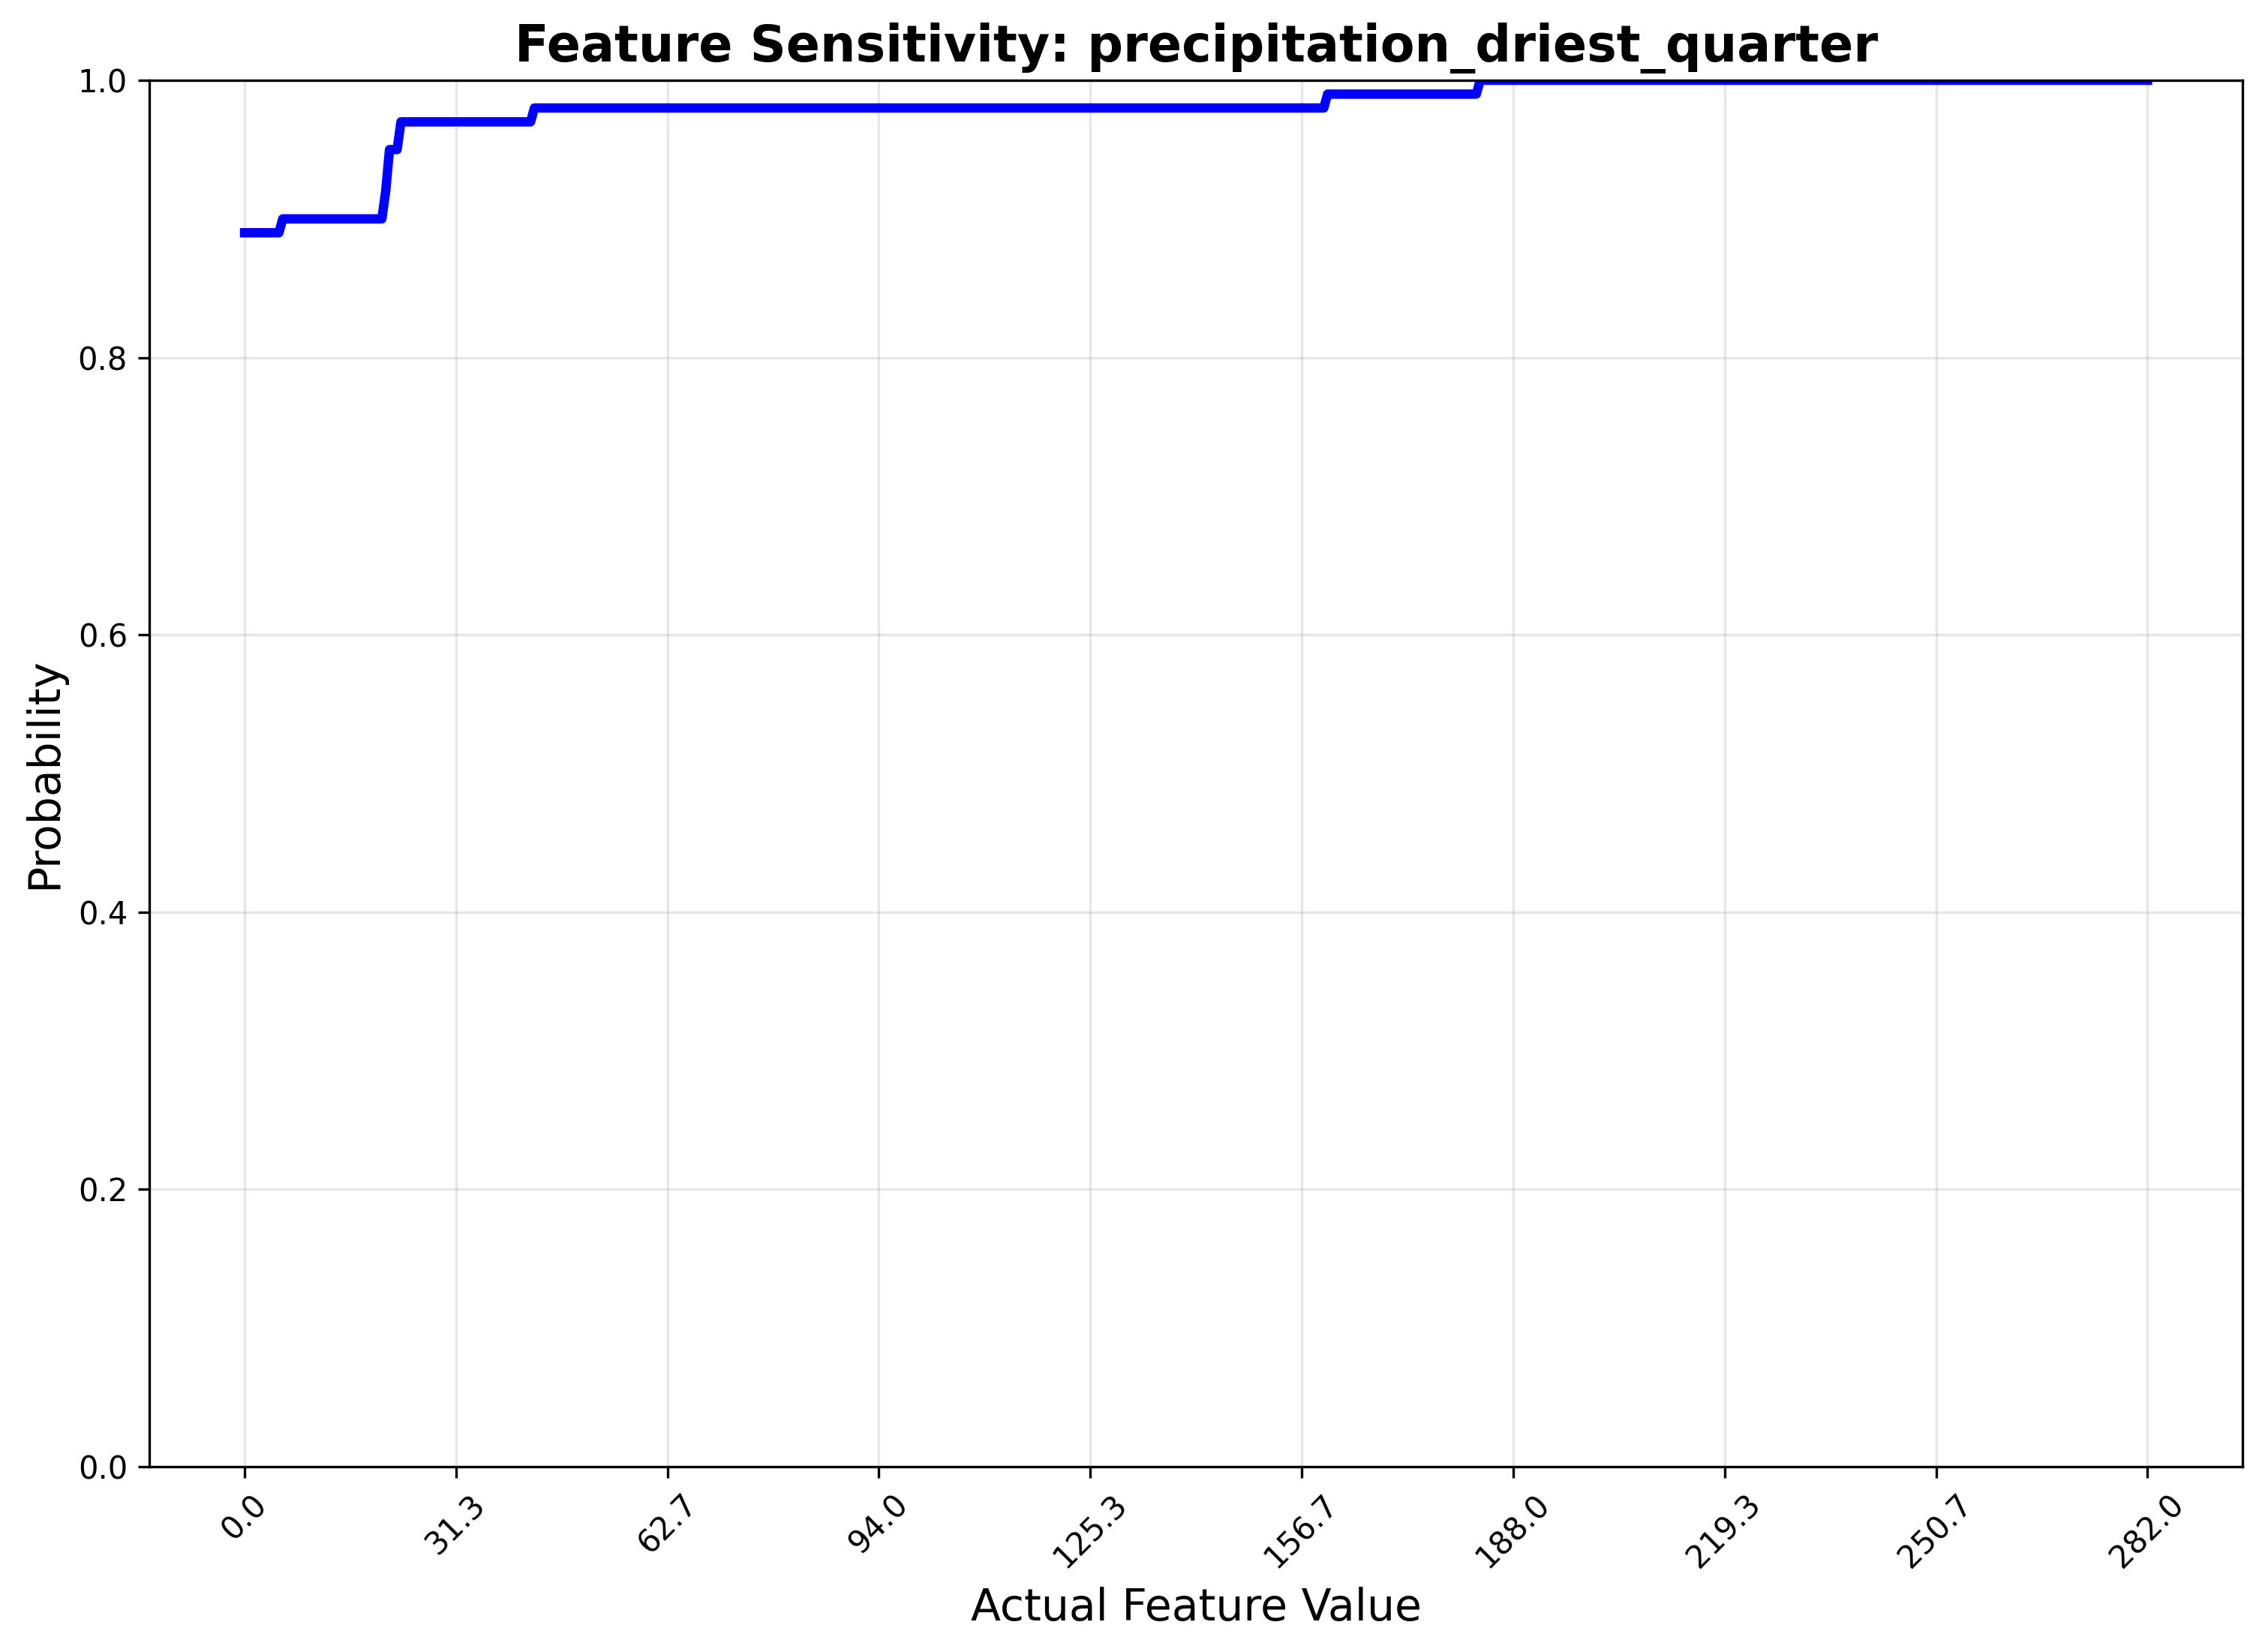 Feature Sensitivity: precipitation_driest_quarter
1.0
0.8
0.6
0.4
0.2
0.0
Probability
0.0 31.3 62.7 94.0 125.3 156.7 188.0 219.3 250.7 282.0
Actual Feature Value